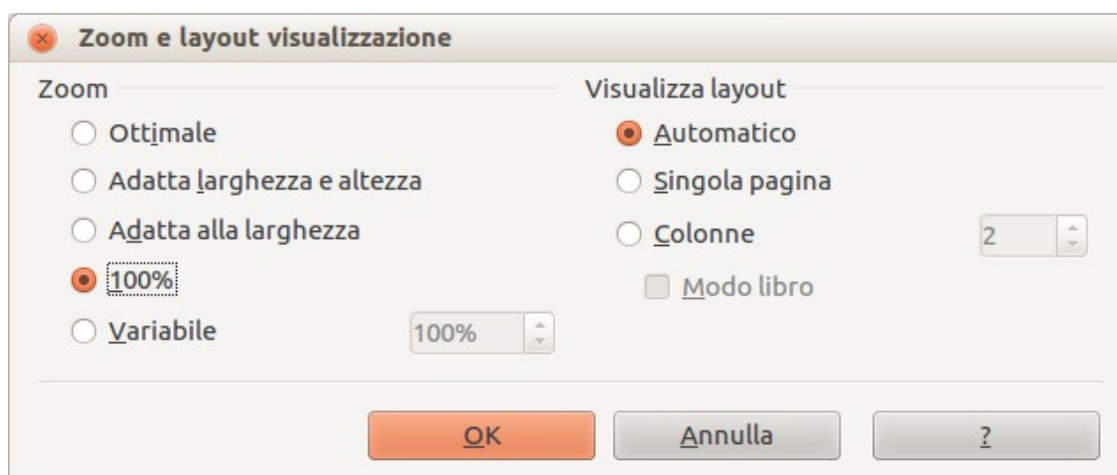 Zoom e layout visualizzazione
Zoom
Ottimale
Adatta larghezza e altezza
Adatta alla larghezza
100%
Variabile 100%
Visualizza layout
Automatico
Singola pagina
Colonne 2
Modo libro
OK Annulla ?